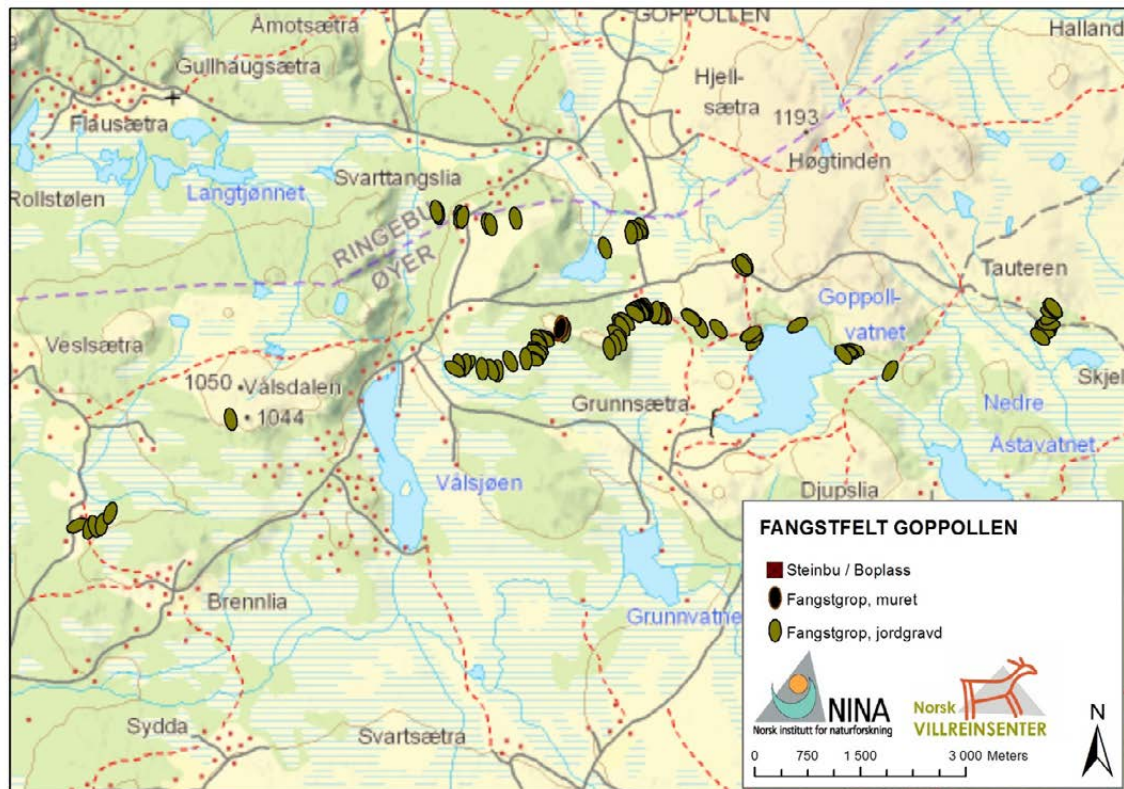 Åmotsætra
GOPPOLLEN
Halland
Gullhaugsætra
Hjell-
sætra
Flausætra
1193
Høgtinden
Rollstølen
Langtjønnet
Svarttangslia
RINGEBU
ØYER
Tauteren
Goppoll-
vatnet
Veslsætra
1050
Vålsdalen
1044
Grunnsætra
Skjel
Nedre
Åstavatnet
Vålsjøen
Djupslia
Brennlia
Grunnvatne
Sydda
Svartsætra
FANGSTFELT GOPPOLLEN
Steinbu / Boplass
Fangstgrop, muret
Fangstgrop, jordgravd
NINA
Norsk institutt for naturforskning
Norsk
VILLREINSENTER
N
0 750 1 500 3 000 Meters